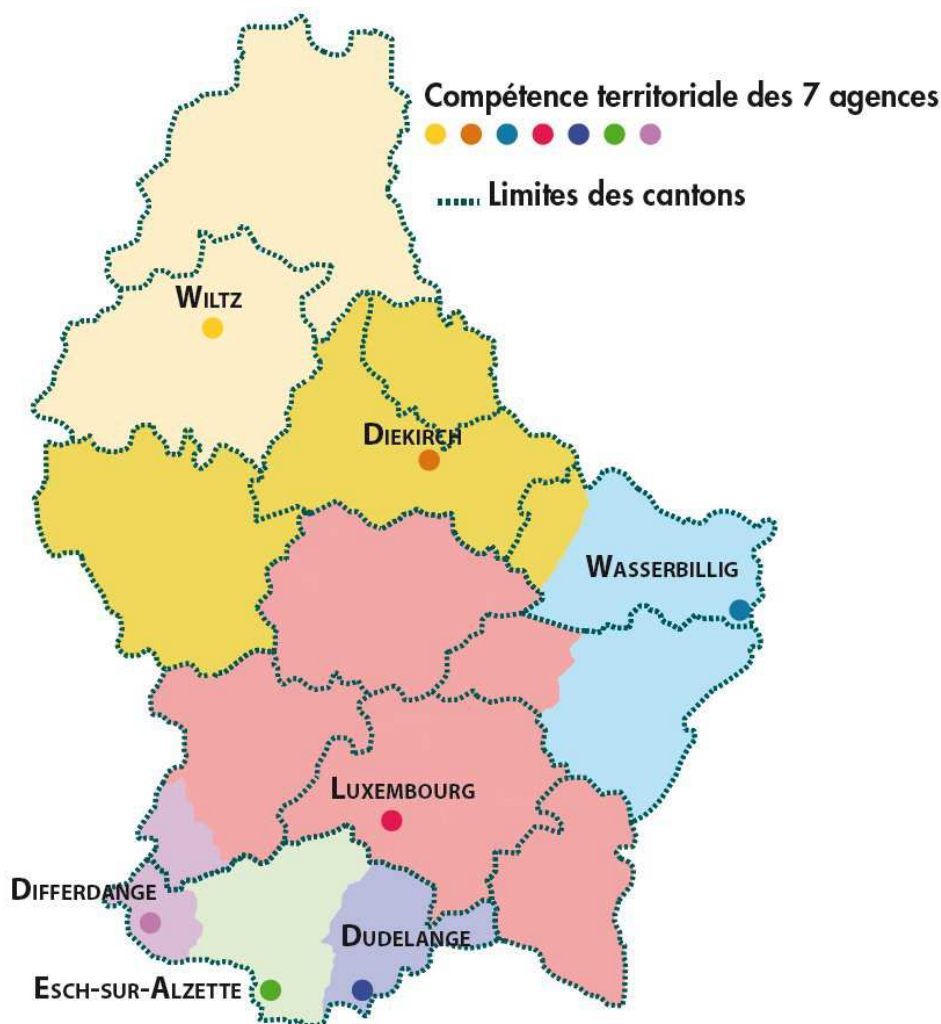 Compétence territoriale des 7 agences
Limites des cantons
WILTZ
DIEKIRCH
WASSERBILLIG
LUXEMBOURG
DIFFERDANGE
DUDELANGE
ESCH-SUR-ALZETTE